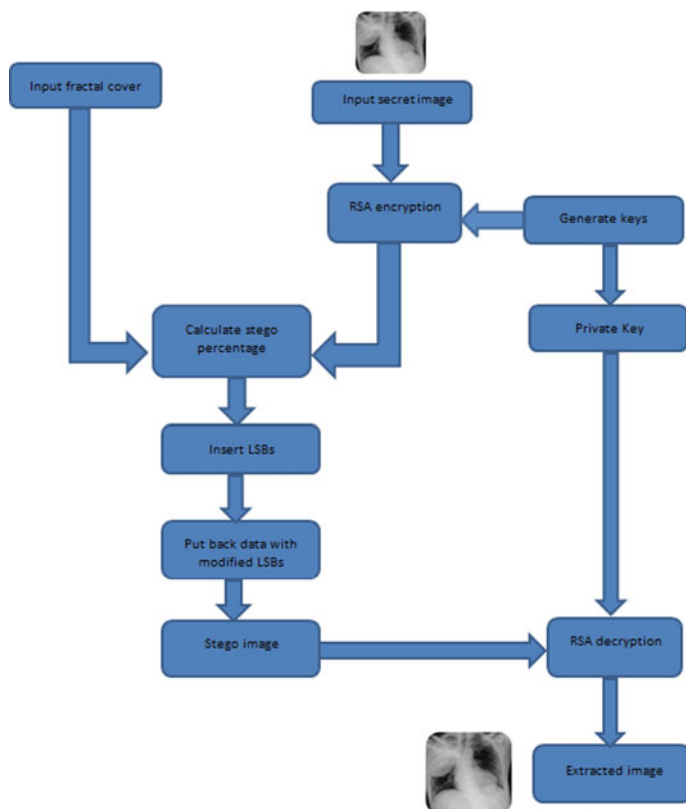 Input fractal cover
Input secret image
RSA encryption
Generate keys
Calculate stego
percentage
Private Key
Insert LSBs
Put back data with
modified LSBs
Stego image
RSA decryption
Extracted image